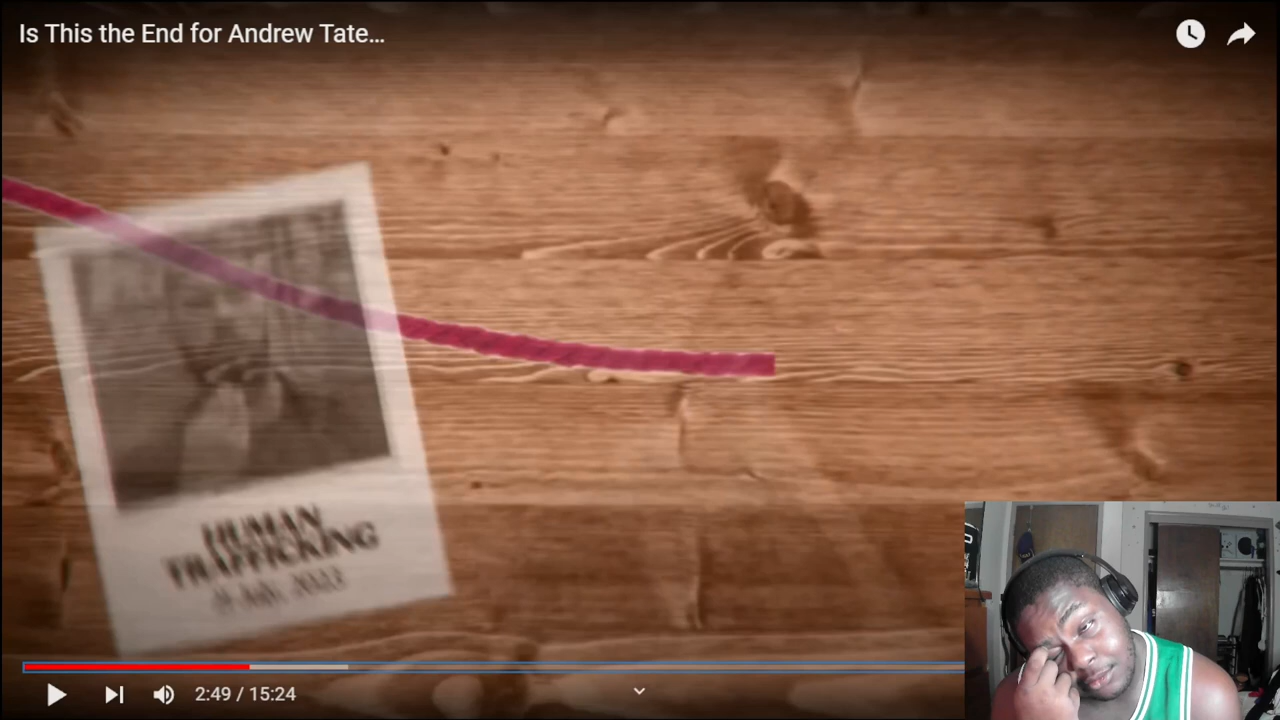 Is This the End for Andrew Tate...
HUMAN
TRAFFICKING
2:49 / 15:24